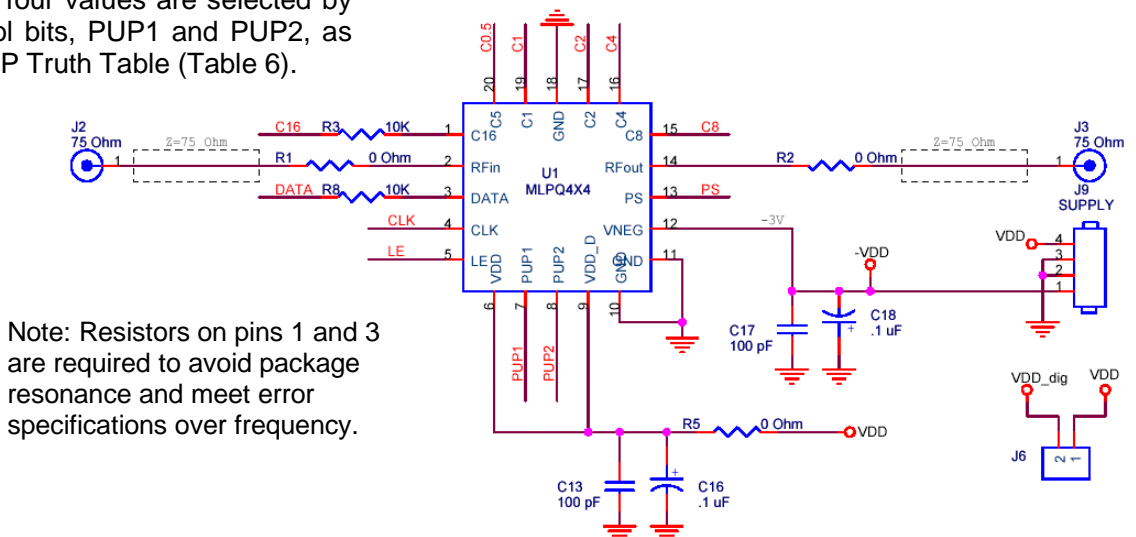 four values are selected by
ol bits, PUP1 and PUP2, as
P Truth Table (Table 6).
C0.5
C1
C2
C4
20
19
18
17
16
C5
C1
GND
C2
C4
J2
75 Ohm
1
Z=75 Ohm
C16 R3 10K 1 C16
R1 0 Ohm 2 RFin
DATA R8 10K 3 DATA
CLK 4 CLK
LE 5 LE
U1
MLPQ4X4
C8 15 C8
RFout 14 R2 0 Ohm
PS 13 PS
VNEG 12 -3V
GND 11
Z=75 Ohm
J3
75 Ohm
1
J9
SUPPLY
VDD
4
3
2
1
-VDD
VDD
PUP1
PUP2
VDD_D
GND
6
7
8
9
10
PUP1
PUP2
C17
100 pF
C18
.1 uF
+
Note: Resistors on pins 1 and 3
are required to avoid package
resonance and meet error
specifications over frequency.
R5 0 Ohm VDD
C13
100 pF
+
C16
.1 uF
VDD_dig VDD
J6
2 1